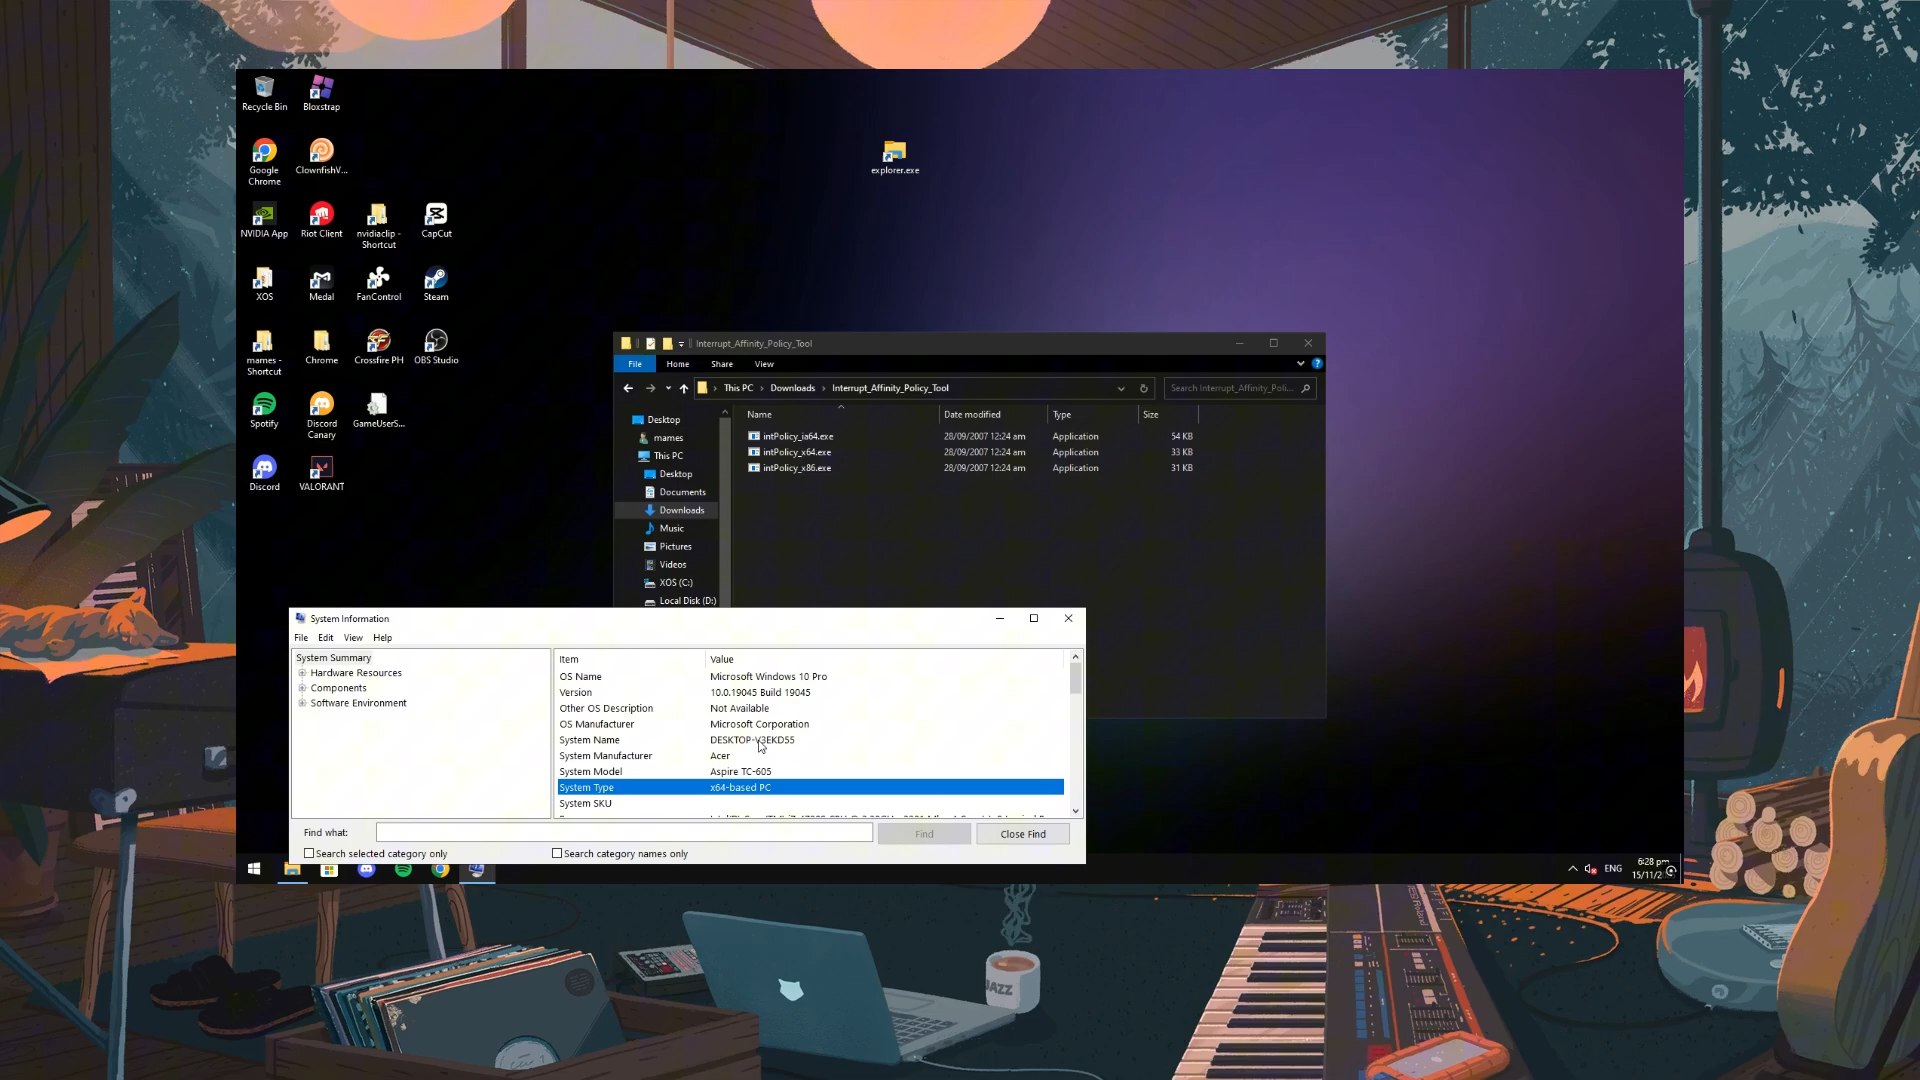 Recycle Bin
Bloxstrap
Google Chrome
ClownfishV...
NVIDIA App
Riot Client
nvidiaclip - Shortcut
CapCut
XOS
Medal
FanControl
Steam
mames - Shortcut
Chrome
Crossfire PH
OBS Studio
Spotify
Discord Canary
GameUserS...
Discord
VALORANT
explorer.exe
Interrupt_Affinity_Policy_Tool
File Home Share View
This PC › Downloads › Interrupt_Affinity_Policy_Tool
Search Interrupt_Affinity_Poli...
Name Date modified Type Size
intPolicy_ia64.exe 28/09/2007 12:24 am Application 54 KB
intPolicy_x64.exe 28/09/2007 12:24 am Application 33 KB
intPolicy_x86.exe 28/09/2007 12:24 am Application 31 KB
Desktop
mames
This PC
Desktop
Documents
Downloads
Music
Pictures
Videos
XOS (C:)
Local Disk (D:)
System Information
File Edit View Help
System Summary
Hardware Resources
Components
Software Environment
Item Value
OS Name Microsoft Windows 10 Pro
Version 10.0.19045 Build 19045
Other OS Description Not Available
OS Manufacturer Microsoft Corporation
System Name DESKTOP-V3EKD55
System Manufacturer Acer
System Model Aspire TC-605
System Type x64-based PC
System SKU
Find what:
Find
Close Find
Search selected category only
Search category names only
ENG
6:28 pm
15/11/2
JAZZ
Roland